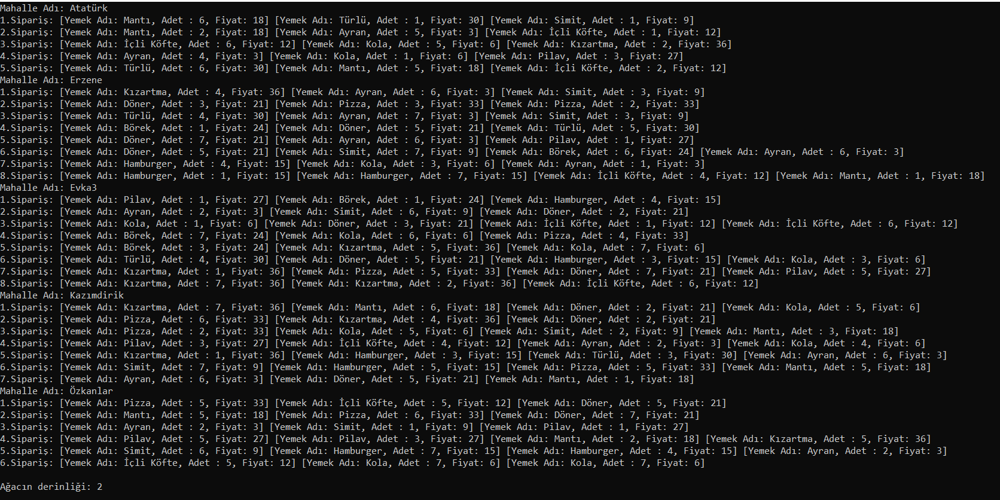 Mahalle Adı: Atatürk
1.Sipariş: [Yemek Adı: Mantı, Adet : 6, Fiyat: 18] [Yemek Adı: Türlü, Adet : 1, Fiyat: 30] [Yemek Adı: Simit, Adet : 1, Fiyat: 9]
2.Sipariş: [Yemek Adı: Mantı, Adet : 2, Fiyat: 18] [Yemek Adı: Ayran, Adet : 5, Fiyat: 3] [Yemek Adı: İçli Köfte, Adet : 1, Fiyat: 12]
3.Sipariş: [Yemek Adı: İçli Köfte, Adet : 6, Fiyat: 12] [Yemek Adı: Kola, Adet : 5, Fiyat: 6] [Yemek Adı: Kızartma, Adet : 2, Fiyat: 36]
4.Sipariş: [Yemek Adı: Ayran, Adet : 4, Fiyat: 3] [Yemek Adı: Kola, Adet : 1, Fiyat: 6] [Yemek Adı: Pilav, Adet : 3, Fiyat: 27]
5.Sipariş: [Yemek Adı: Türlü, Adet : 6, Fiyat: 30] [Yemek Adı: Mantı, Adet : 5, Fiyat: 18] [Yemek Adı: İçli Köfte, Adet : 2, Fiyat: 12]
Mahalle Adı: Erzene
1.Sipariş: [Yemek Adı: Kızartma, Adet : 4, Fiyat: 36] [Yemek Adı: Ayran, Adet : 6, Fiyat: 3] [Yemek Adı: Simit, Adet : 3, Fiyat: 9]
2.Sipariş: [Yemek Adı: Döner, Adet : 3, Fiyat: 21] [Yemek Adı: Pizza, Adet : 3, Fiyat: 33] [Yemek Adı: Pizza, Adet : 2, Fiyat: 33]
3.Sipariş: [Yemek Adı: Türlü, Adet : 4, Fiyat: 30] [Yemek Adı: Ayran, Adet : 7, Fiyat: 3] [Yemek Adı: Simit, Adet : 3, Fiyat: 9]
4.Sipariş: [Yemek Adı: Börek, Adet : 1, Fiyat: 24] [Yemek Adı: Döner, Adet : 5, Fiyat: 21] [Yemek Adı: Türlü, Adet : 5, Fiyat: 30]
5.Sipariş: [Yemek Adı: Döner, Adet : 7, Fiyat: 21] [Yemek Adı: Ayran, Adet : 6, Fiyat: 3] [Yemek Adı: Pilav, Adet : 1, Fiyat: 27]
6.Sipariş: [Yemek Adı: Döner, Adet : 5, Fiyat: 21] [Yemek Adı: Simit, Adet : 7, Fiyat: 9] [Yemek Adı: Börek, Adet : 6, Fiyat: 24] [Yemek Adı: Ayran, Adet : 6, Fiyat: 3]
7.Sipariş: [Yemek Adı: Hamburger, Adet : 4, Fiyat: 15] [Yemek Adı: Kola, Adet : 3, Fiyat: 6] [Yemek Adı: Ayran, Adet : 1, Fiyat: 3]
8.Sipariş: [Yemek Adı: Hamburger, Adet : 1, Fiyat: 15] [Yemek Adı: Hamburger, Adet : 7, Fiyat: 15] [Yemek Adı: İçli Köfte, Adet : 4, Fiyat: 12] [Yemek Adı: Mantı, Adet : 1, Fiyat: 18]
Mahalle Adı: Evka3
1.Sipariş: [Yemek Adı: Pilav, Adet : 1, Fiyat: 27] [Yemek Adı: Börek, Adet : 1, Fiyat: 24] [Yemek Adı: Hamburger, Adet : 4, Fiyat: 15]
2.Sipariş: [Yemek Adı: Ayran, Adet : 2, Fiyat: 3] [Yemek Adı: Simit, Adet : 6, Fiyat: 9] [Yemek Adı: Döner, Adet : 2, Fiyat: 21]
3.Sipariş: [Yemek Adı: Kola, Adet : 1, Fiyat: 6] [Yemek Adı: Döner, Adet : 3, Fiyat: 21] [Yemek Adı: İçli Köfte, Adet : 1, Fiyat: 12] [Yemek Adı: İçli Köfte, Adet : 6, Fiyat: 12]
4.Sipariş: [Yemek Adı: Börek, Adet : 7, Fiyat: 24] [Yemek Adı: Kola, Adet : 6, Fiyat: 6] [Yemek Adı: Pizza, Adet : 4, Fiyat: 33]
5.Sipariş: [Yemek Adı: Börek, Adet : 3, Fiyat: 24] [Yemek Adı: Kızartma, Adet : 5, Fiyat: 36] [Yemek Adı: Kola, Adet : 7, Fiyat: 6]
6.Sipariş: [Yemek Adı: Türlü, Adet : 4, Fiyat: 30] [Yemek Adı: Döner, Adet : 5, Fiyat: 21] [Yemek Adı: Hamburger, Adet : 3, Fiyat: 15] [Yemek Adı: Kola, Adet : 3, Fiyat: 6]
7.Sipariş: [Yemek Adı: Kızartma, Adet : 1, Fiyat: 36] [Yemek Adı: Pizza, Adet : 5, Fiyat: 33] [Yemek Adı: Döner, Adet : 7, Fiyat: 21] [Yemek Adı: Pilav, Adet : 5, Fiyat: 27]
8.Sipariş: [Yemek Adı: Kızartma, Adet : 7, Fiyat: 36] [Yemek Adı: Kızartma, Adet : 2, Fiyat: 36] [Yemek Adı: İçli Köfte, Adet : 6, Fiyat: 12]
Mahalle Adı: Kazımdirik
1.Sipariş: [Yemek Adı: Kızartma, Adet : 7, Fiyat: 36] [Yemek Adı: Mantı, Adet : 6, Fiyat: 18] [Yemek Adı: Döner, Adet : 2, Fiyat: 21] [Yemek Adı: Kola, Adet : 5, Fiyat: 6]
2.Sipariş: [Yemek Adı: Pizza, Adet : 6, Fiyat: 33] [Yemek Adı: Kızartma, Adet : 4, Fiyat: 36] [Yemek Adı: Döner, Adet : 2, Fiyat: 21]
3.Sipariş: [Yemek Adı: Pizza, Adet : 2, Fiyat: 33] [Yemek Adı: Kola, Adet : 5, Fiyat: 6] [Yemek Adı: Simit, Adet : 2, Fiyat: 9] [Yemek Adı: Mantı, Adet : 3, Fiyat: 18]
4.Sipariş: [Yemek Adı: Pilav, Adet : 3, Fiyat: 27] [Yemek Adı: İçli Köfte, Adet : 4, Fiyat: 12] [Yemek Adı: Ayran, Adet : 2, Fiyat: 3] [Yemek Adı: Kola, Adet : 4, Fiyat: 6]
5.Sipariş: [Yemek Adı: Kızartma, Adet : 1, Fiyat: 36] [Yemek Adı: Hamburger, Adet : 3, Fiyat: 15] [Yemek Adı: Türlü, Adet : 3, Fiyat: 30] [Yemek Adı: Ayran, Adet : 6, Fiyat: 3]
6.Sipariş: [Yemek Adı: Simit, Adet : 7, Fiyat: 9] [Yemek Adı: Hamburger, Adet : 5, Fiyat: 15] [Yemek Adı: Pizza, Adet : 5, Fiyat: 33] [Yemek Adı: Mantı, Adet : 5, Fiyat: 18]
7.Sipariş: [Yemek Adı: Ayran, Adet : 6, Fiyat: 3] [Yemek Adı: Döner, Adet : 5, Fiyat: 21] [Yemek Adı: Mantı, Adet : 1, Fiyat: 18]
Mahalle Adı: Özkanlar
1.Sipariş: [Yemek Adı: Pizza, Adet : 5, Fiyat: 33] [Yemek Adı: İçli Köfte, Adet : 5, Fiyat: 12] [Yemek Adı: Döner, Adet : 5, Fiyat: 21]
2.Sipariş: [Yemek Adı: Mantı, Adet : 5, Fiyat: 18] [Yemek Adı: Pizza, Adet : 6, Fiyat: 33] [Yemek Adı: Döner, Adet : 7, Fiyat: 21]
3.Sipariş: [Yemek Adı: Ayran, Adet : 2, Fiyat: 3] [Yemek Adı: Simit, Adet : 1, Fiyat: 9] [Yemek Adı: Pilav, Adet : 1, Fiyat: 27]
4.Sipariş: [Yemek Adı: Pilav, Adet : 5, Fiyat: 27] [Yemek Adı: Pilav, Adet : 3, Fiyat: 27] [Yemek Adı: Mantı, Adet : 2, Fiyat: 18] [Yemek Adı: Kızartma, Adet : 5, Fiyat: 36]
5.Sipariş: [Yemek Adı: Simit, Adet : 6, Fiyat: 9] [Yemek Adı: Hamburger, Adet : 7, Fiyat: 15] [Yemek Adı: Hamburger, Adet : 4, Fiyat: 15] [Yemek Adı: Ayran, Adet : 2, Fiyat: 3]
6.Sipariş: [Yemek Adı: İçli Köfte, Adet : 5, Fiyat: 12] [Yemek Adı: Kola, Adet : 7, Fiyat: 6] [Yemek Adı: Kola, Adet : 7, Fiyat: 6]
Ağacın derinliği: 2